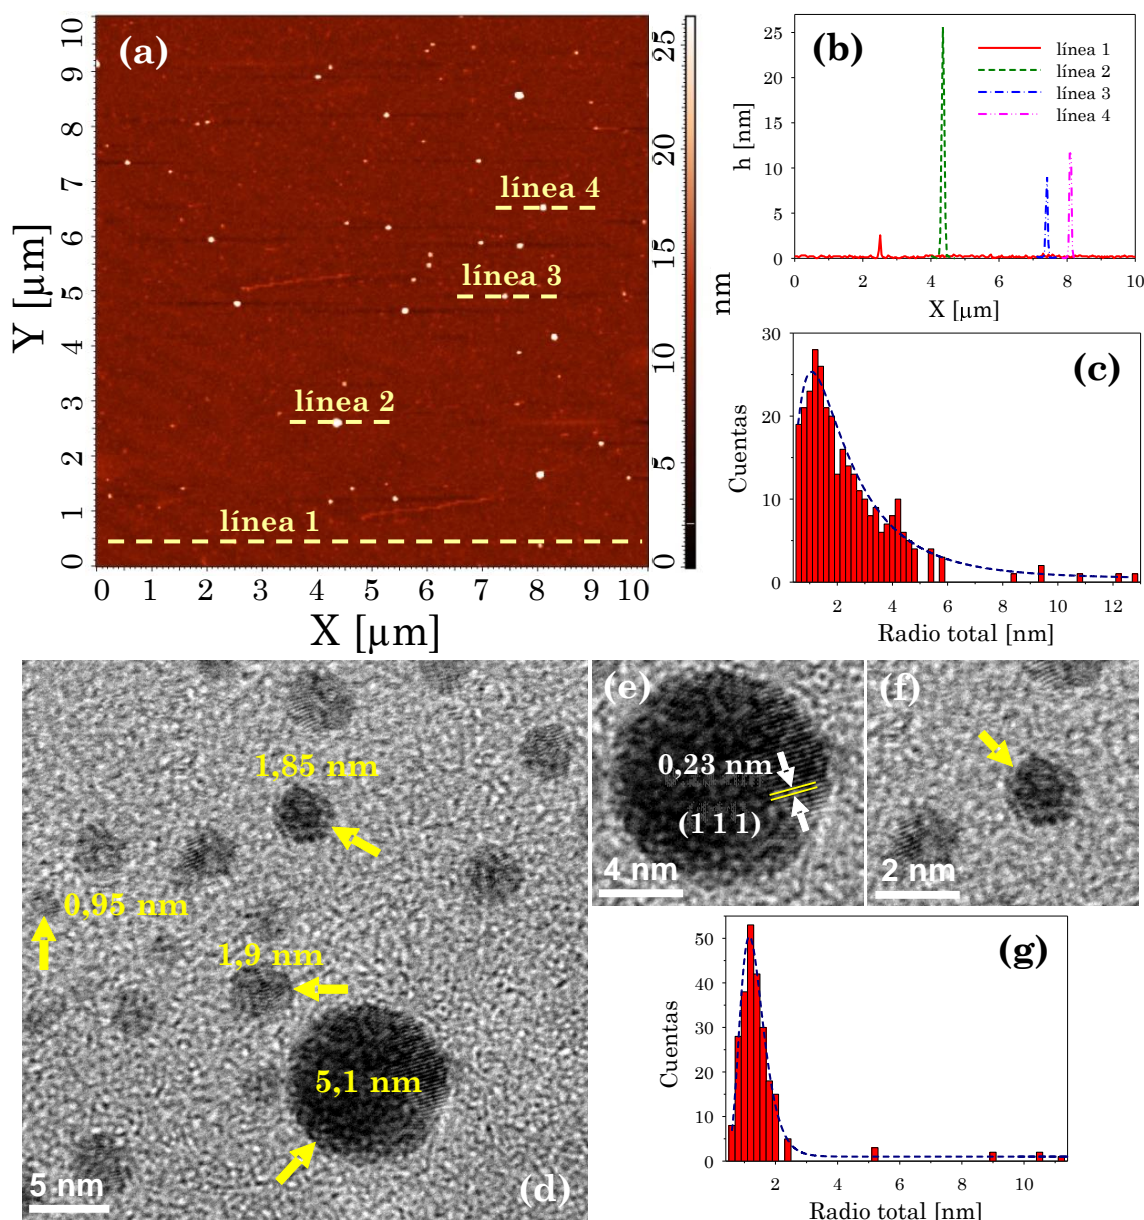 (a)
10
9
8
7
6
5
4
3
2
1
0
Y [μm]
línea 4
línea 3
línea 2
línea 1
0 1 2 3 4 5 6 7 8 9 10
X [μm]
25
20
15
10
5
0
nm
(b)
línea 1
línea 2
línea 3
línea 4
25
20
15
10
5
0
h [nm]
0 2 4 6 8 10
X [μm]
(c)
30
20
10
0
Cuentas
2 4 6 8 10 12
Radio total [nm]
1,85 nm
0,95 nm
1,9 nm
5,1 nm
5 nm
(d)
(e)
0,23 nm
(1 1 1)
4 nm
(f)
2 nm
(g)
50
40
30
20
10
0
Cuentas
2 4 6 8 10
Radio total [nm]